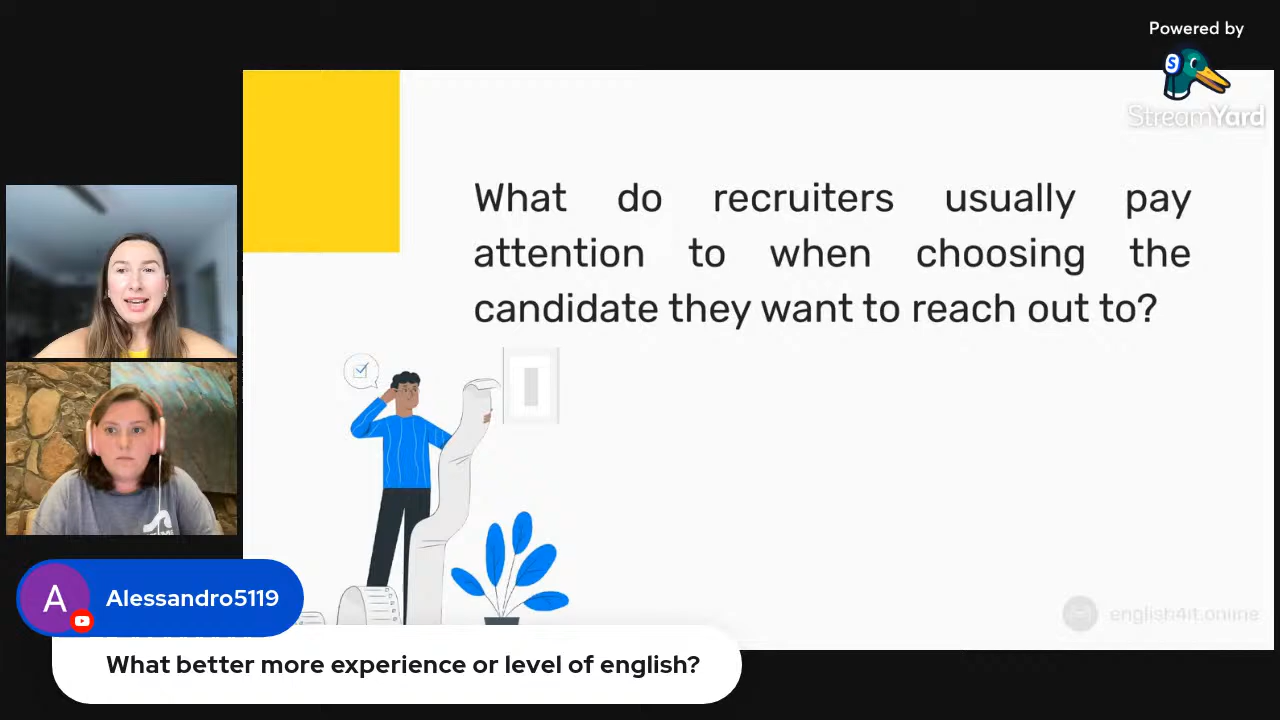 Powered by
StreamYard
What do recruiters usually pay
attention to when choosing the
candidate they want to reach out to?
english4it.online
A
Alessandro5119
What better more experience or level of english?